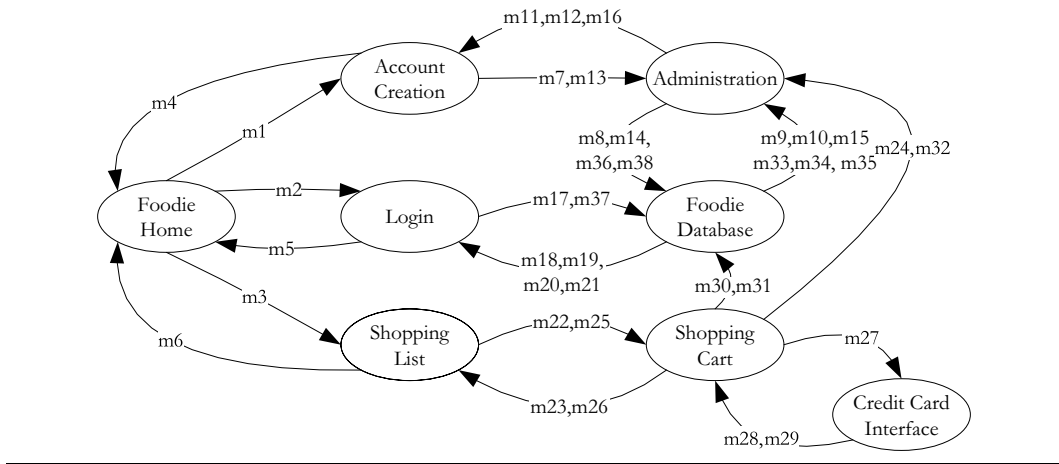 m11,m12,m16
Account
Creation
m7,m13
Administration
m4
m1
m8,m14,
m36,m38
m9,m10,m15
m33,m34, m35
m24,m32
Foodie
Home
m2
Login
m17,m37
Foodie
Database
m5
m18,m19,
m20,m21
m3
m30,m31
m6
Shopping
List
m22,m25
Shopping
Cart
m27
m23,m26
Credit Card
Interface
m28,m29